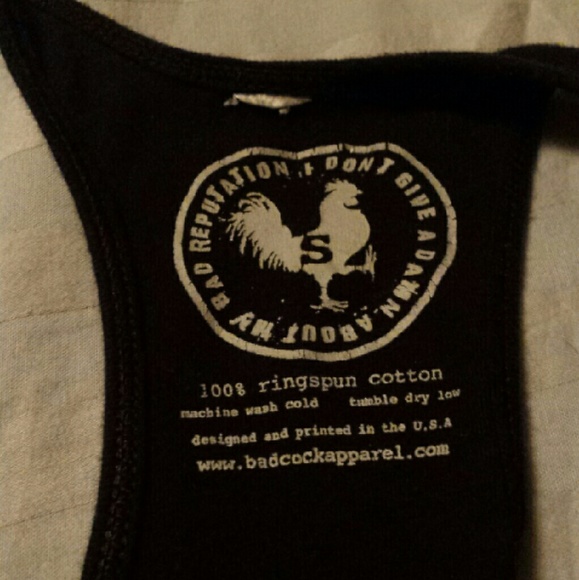 I DON'T GIVE A DAMN ABOUT MY BAD REPUTATION
S
100% ringspun cotton
machine wash cold tumble dry low
designed and printed in the U.S.A
www.badcockapparel.com